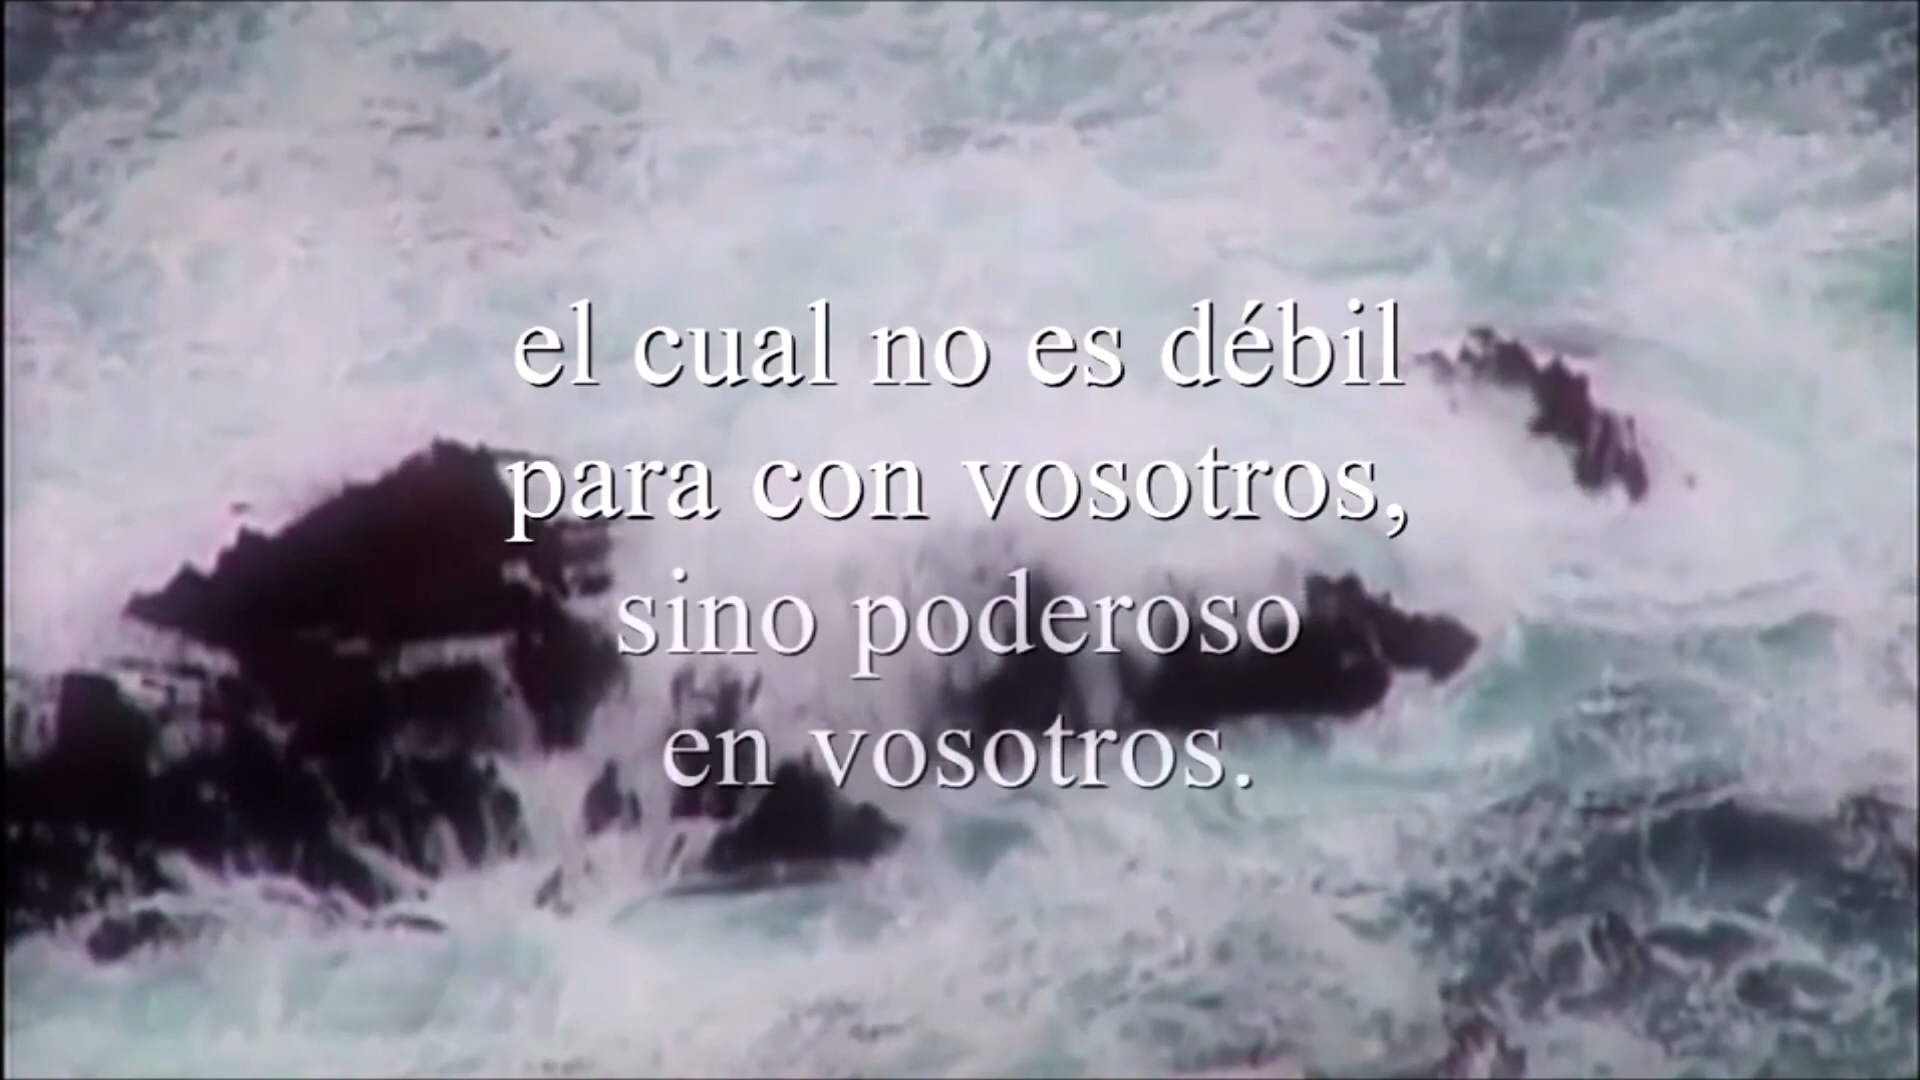 el cual no es débil
para con vosotros,
sino poderoso
en vosotros.